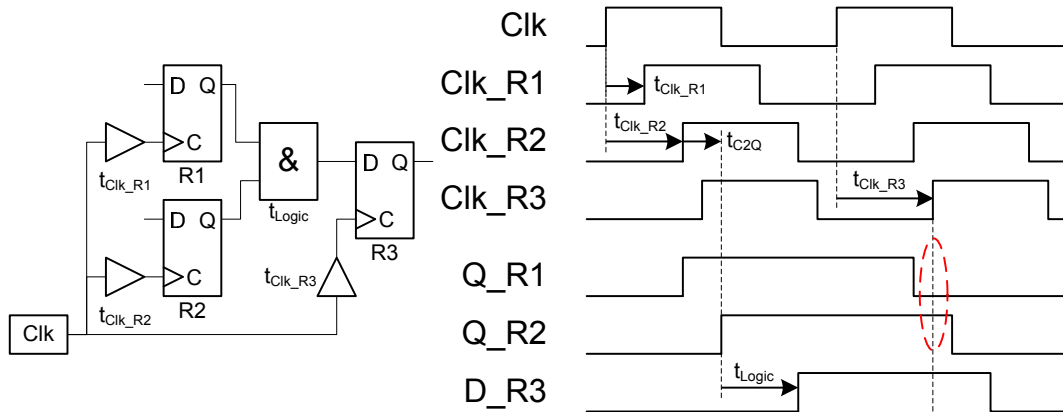 D Q
C
R1
t_Clk_R1
D Q
C
R2
t_Clk_R2
&
t_Logic
D Q
C
R3
t_Clk_R3
Clk
Clk
Clk_R1
t_Clk_R1
Clk_R2
t_Clk_R2
t_C2Q
Clk_R3
t_Clk_R3
Q_R1
Q_R2
D_R3
t_Logic